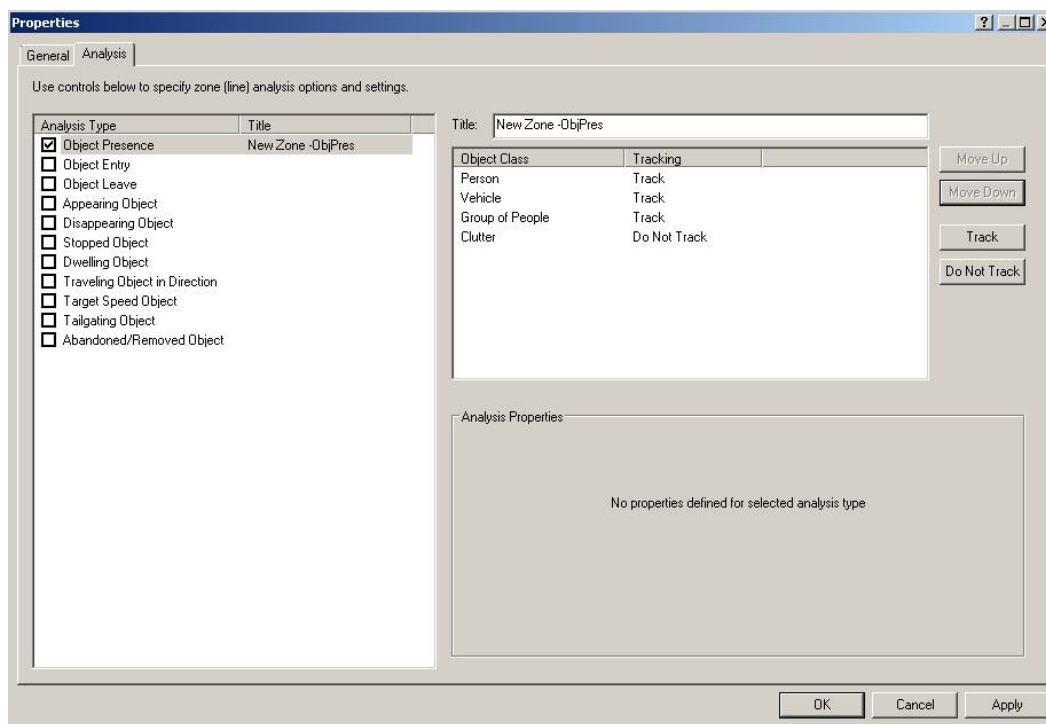 Properties
General Analysis
Use controls below to specify zone (line) analysis options and settings.
Analysis Type Title
Object Presence New Zone -ObjPres
Object Entry
Object Leave
Appearing Object
Disappearing Object
Stopped Object
Dwelling Object
Traveling Object in Direction
Target Speed Object
Tailgating Object
Abandoned/Removed Object
Title: New Zone -ObjPres
Object Class Tracking
Person Track
Vehicle Track
Group of People Track
Clutter Do Not Track
Move Up
Move Down
Track
Do Not Track
Analysis Properties
No properties defined for selected analysis type
OK Cancel Apply